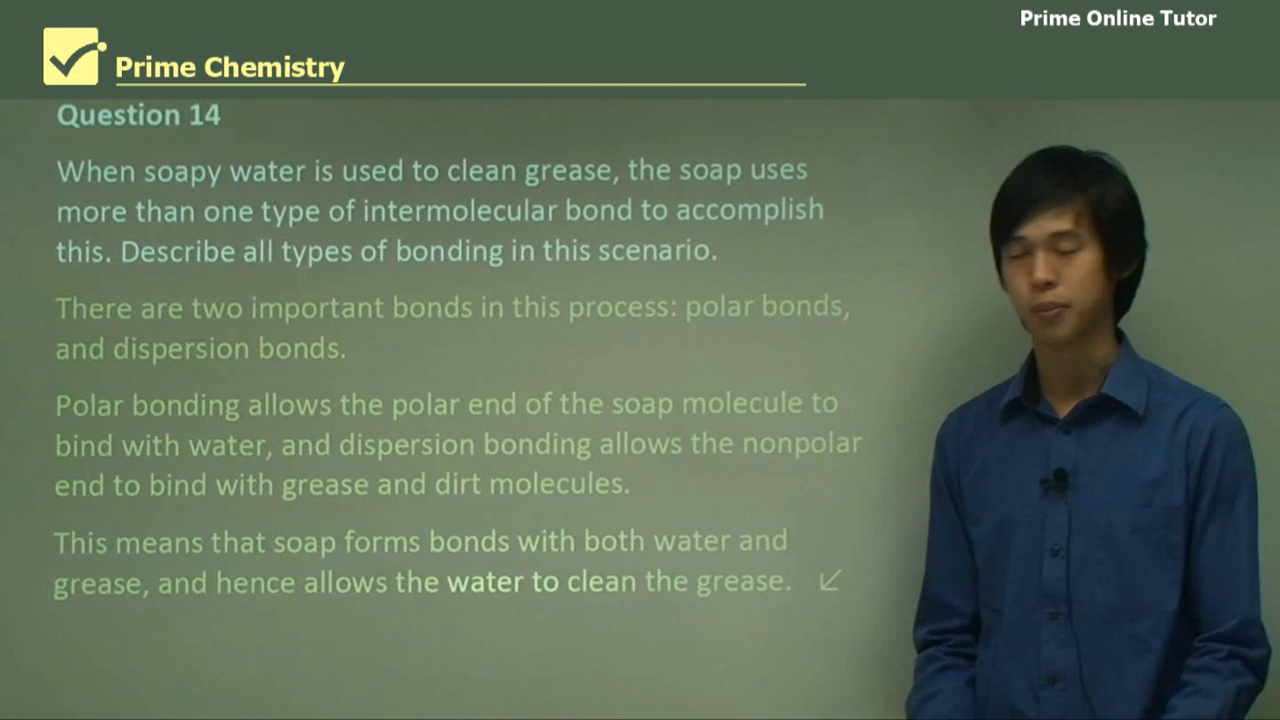 Prime Online Tutor
Prime Chemistry
Question 14
When soapy water is used to clean grease, the soap uses
more than one type of intermolecular bond to accomplish
this. Describe all types of bonding in this scenario.
There are two important bonds in this process: polar bonds,
and dispersion bonds.
Polar bonding allows the polar end of the soap molecule to
bind with water, and dispersion bonding allows the nonpolar
end to bind with grease and dirt molecules.
This means that soap forms bonds with both water and
grease, and hence allows the water to clean the grease.